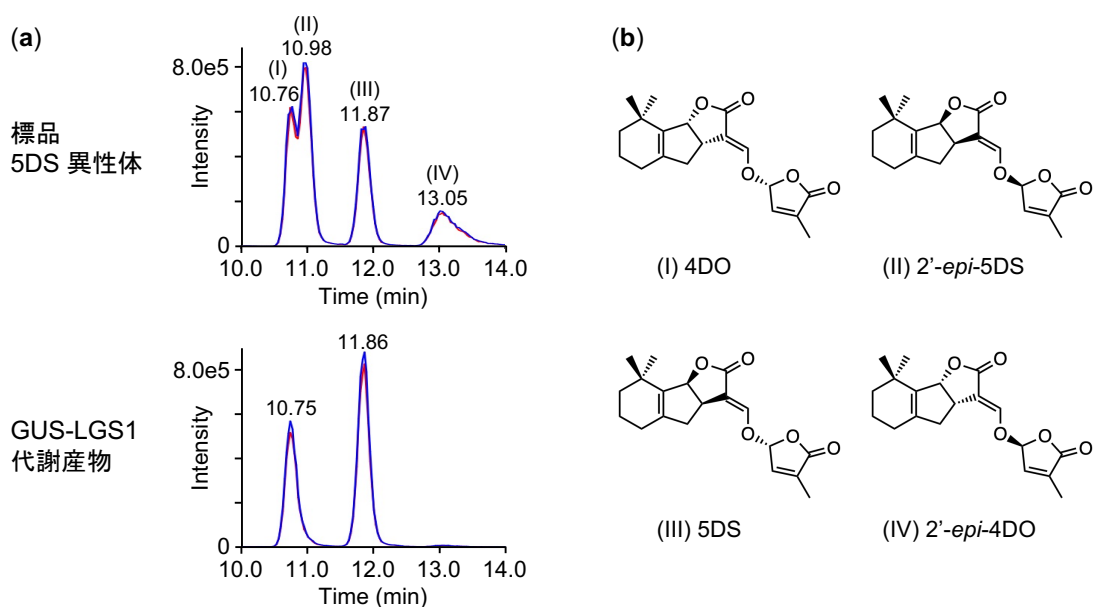 (a)
標品
5DS 異性体
Intensity
8.0e5
0
(I)
10.76
(II)
10.98
(III)
11.87
(IV)
13.05
10.0 11.0 12.0 13.0 14.0
Time (min)
GUS-LGS1
代謝産物
Intensity
8.0e5
0
10.75
11.86
10.0 11.0 12.0 13.0 14.0
Time (min)
(b)
O O
O O O
(I) 4DO
O O
O O O
(II) 2'-epi-5DS
O O
O O O
(III) 5DS
O O
O O O
(IV) 2'-epi-4DO